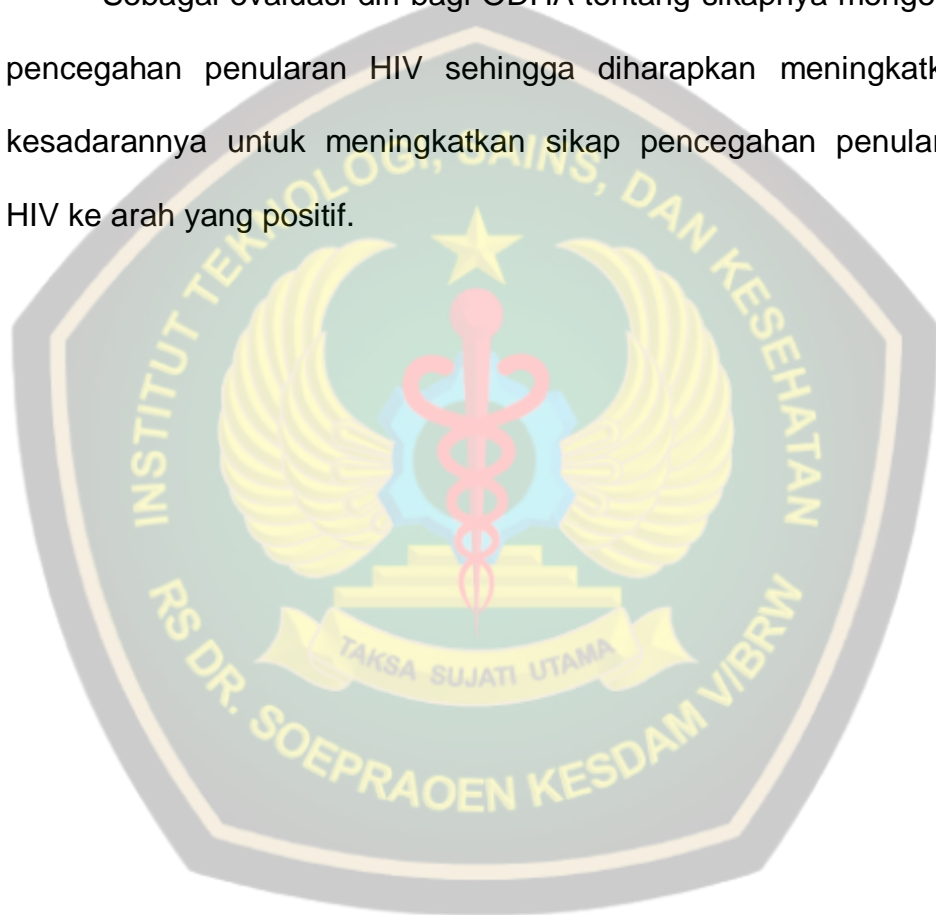 Sebagai evaluasi diri bagi ODHA tentang sikapnya
pencegahan penularan HIV sehingga diharapkan meningkatk
kesadarannya untuk meningkatkan sikap pencegahan penular
HIV ke arah yang positif.
INSTITUT TEKNOLOGI, SAINS, DAN KESEHATAN
TAKSA SUJATI UTAMA
RS DR. SOEPRAOEN KESDAM V/BRW